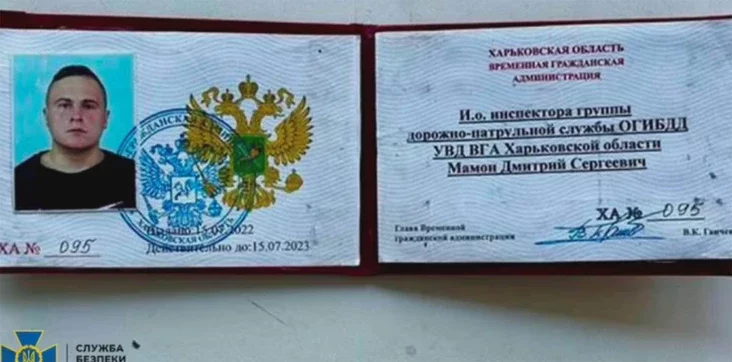 Выдано:15.07.2022
ХА № 095
Действительно до:15.07.2023
ХАРЬКОВСКАЯ ОБЛАСТЬ
ВРЕМЕННАЯ ГРАЖДАНСКАЯ
АДМИНИСТРАЦИЯ
И.о. инспектора группы
дорожно-патрульной службы ОГИБДД
УВД ВГА Харьковской области
Мамон Дмитрий Сергеевич
ХА № 095
Глава Временной
гражданской администрации
В.К. Ганчев
СЛУЖБА
БЕЗПЕКИ